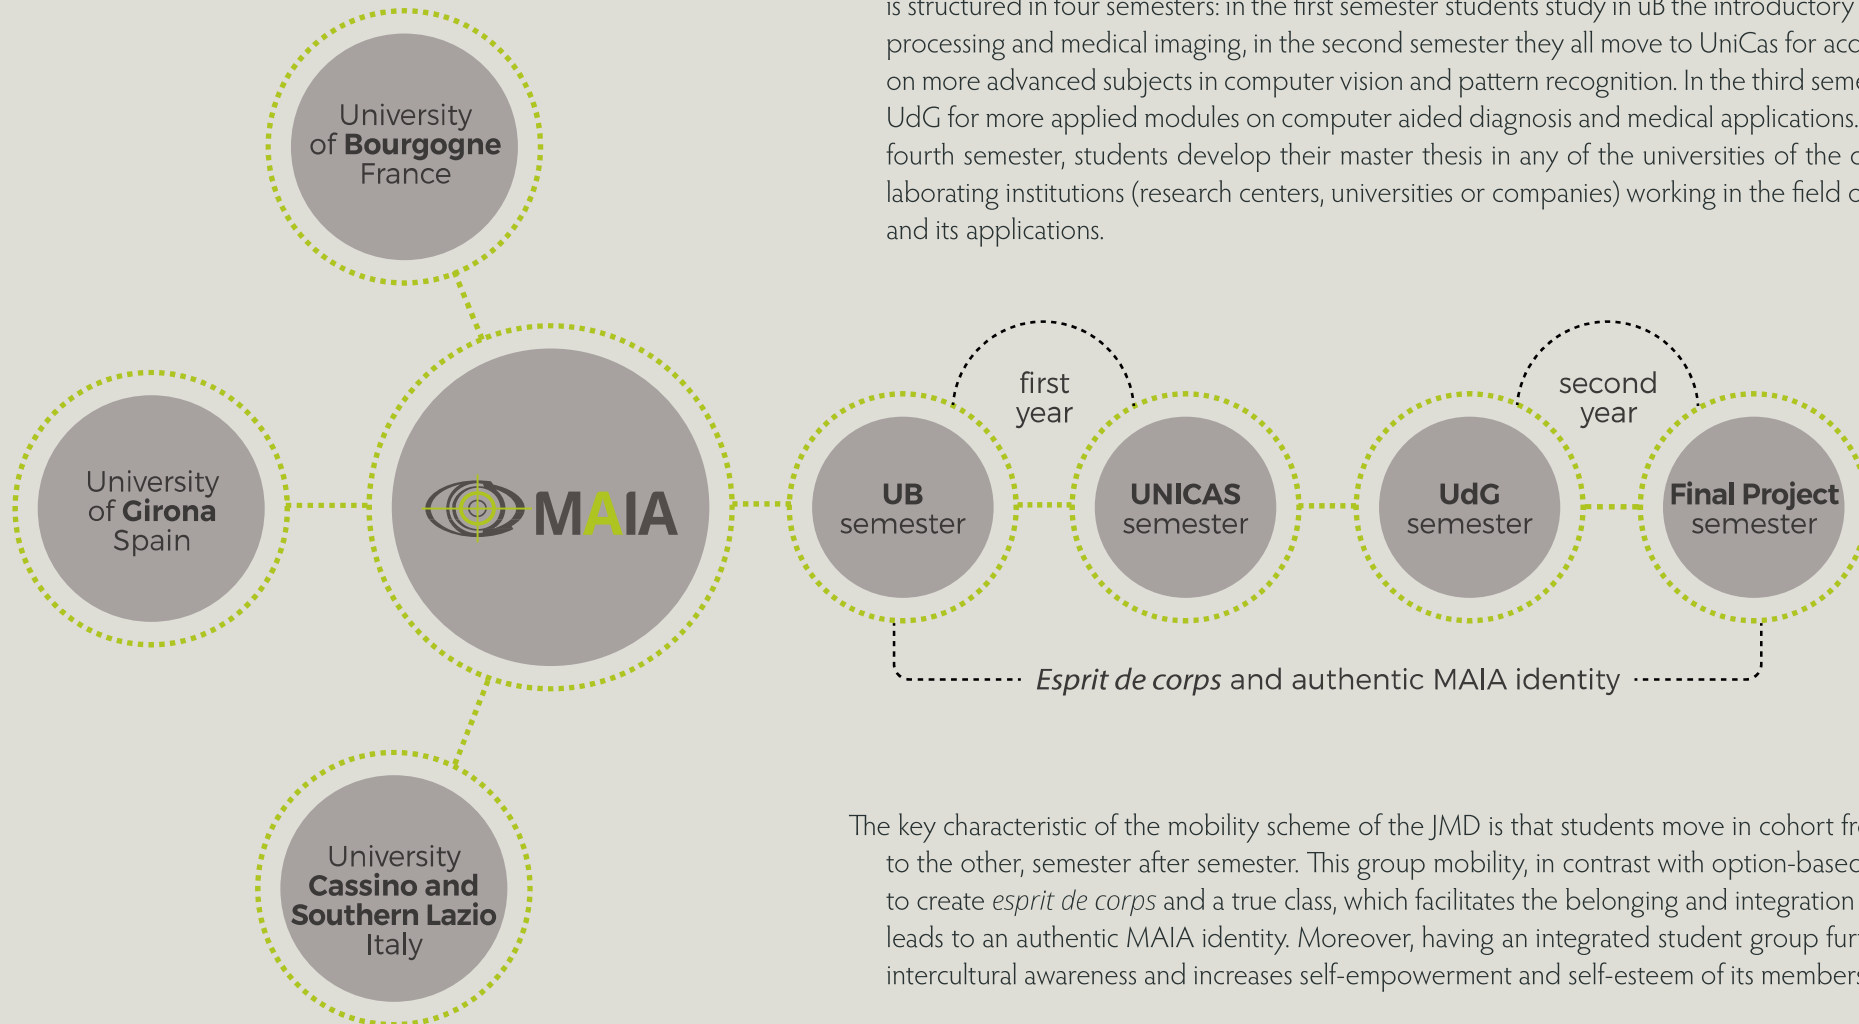 is structured in four semesters: in the first semester students study in uB the introductory
processing and medical imaging, in the second semester they all move to UniCas for
on more advanced subjects in computer vision and pattern recognition. In the third
UdG for more applied modules on computer aided diagnosis and medical applications.
fourth semester, students develop their master thesis in any of the universities of the
laborating institutions (research centers, universities or companies) working in the field
and its applications.
University
of Bourgogne
France
University
of Girona
Spain
MAIA
University
Cassino and
Southern Lazio
Italy
first
year
second
year
UB
semester
UNICAS
semester
UdG
semester
Final Project
semester
Esprit de corps and authentic MAIA identity
The key characteristic of the mobility scheme of the JMD is that students move in cohort
to the other, semester after semester. This group mobility, in contrast with option-based
to create esprit de corps and a true class, which facilitates the belonging and integration
leads to an authentic MAIA identity. Moreover, having an integrated student group
intercultural awareness and increases self-empowerment and self-esteem of its members